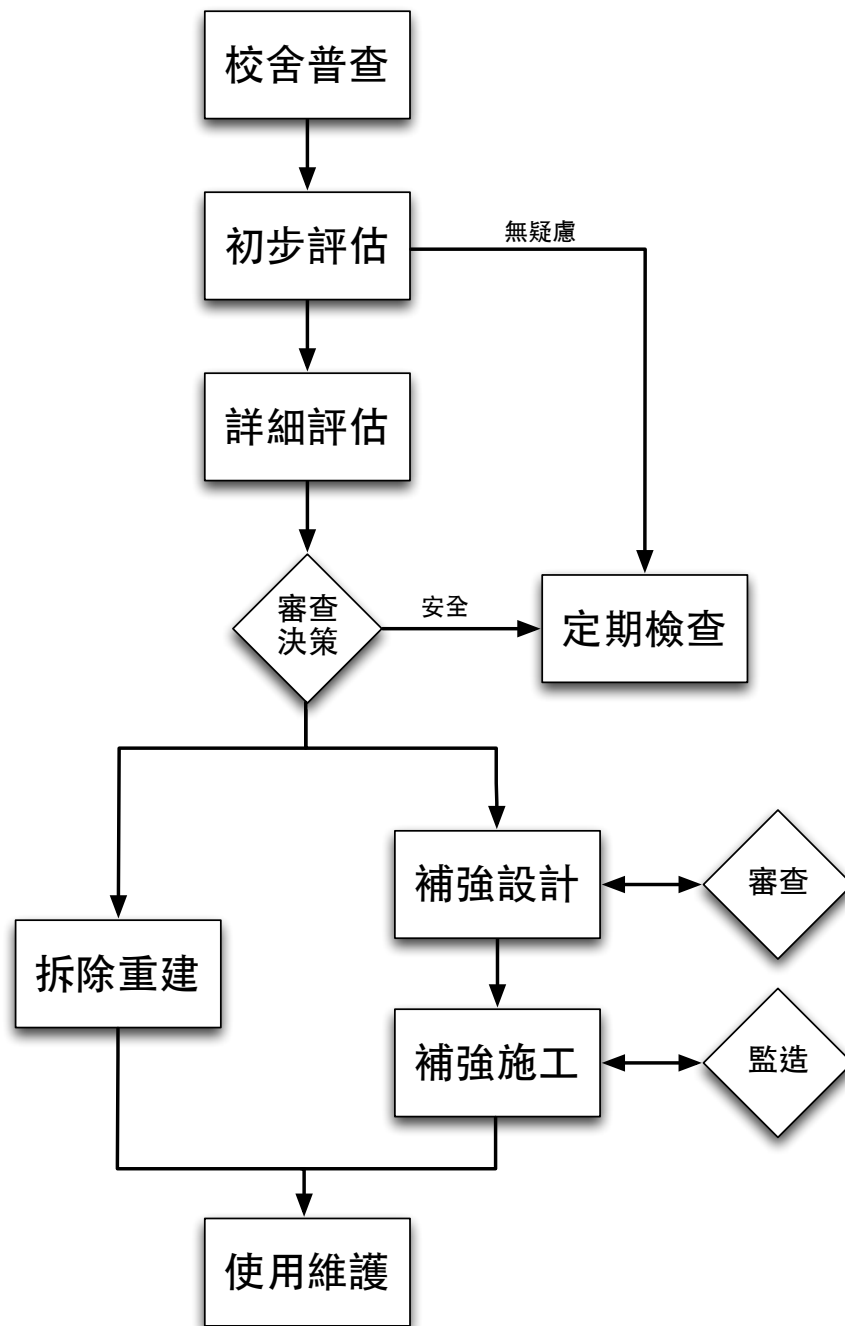 校舍普查
初步評估
無疑慮
詳細評估
審查
決策
安全
定期檢查
補強設計
審查
拆除重建
補強施工
監造
使用維護